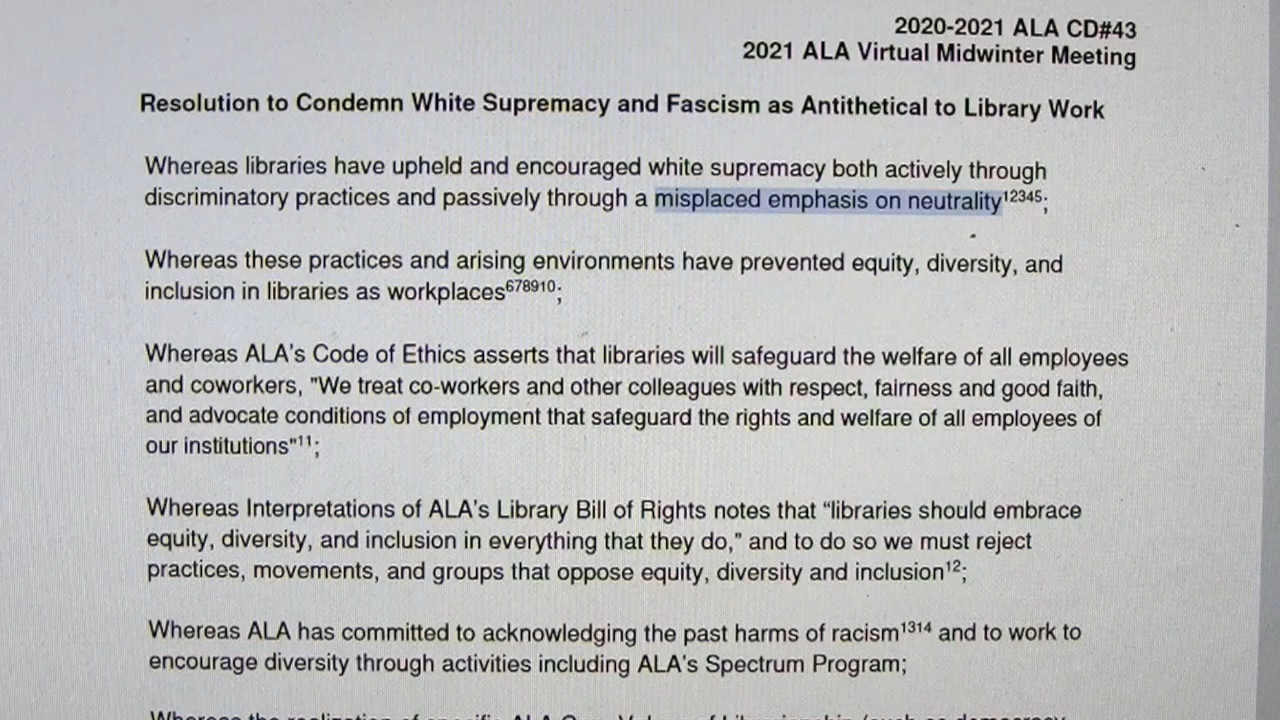 2020-2021 ALA CD#43
2021 ALA Virtual Midwinter Meeting
Resolution to Condemn White Supremacy and Fascism as Antithetical to Library Work
Whereas libraries have upheld and encouraged white supremacy both actively through
discriminatory practices and passively through a misplaced emphasis on neutrality¹²³⁴⁵;
Whereas these practices and arising environments have prevented equity, diversity, and
inclusion in libraries as workplaces⁶⁷⁸⁹¹⁰;
Whereas ALA’s Code of Ethics asserts that libraries will safeguard the welfare of all employees
and coworkers, "We treat co-workers and other colleagues with respect, fairness and good faith,
and advocate conditions of employment that safeguard the rights and welfare of all employees of
our institutions"¹¹;
Whereas Interpretations of ALA’s Library Bill of Rights notes that “libraries should embrace
equity, diversity, and inclusion in everything that they do,” and to do so we must reject
practices, movements, and groups that oppose equity, diversity and inclusion¹²;
Whereas ALA has committed to acknowledging the past harms of racism¹³¹⁴ and to work to
encourage diversity through activities including ALA’s Spectrum Program;